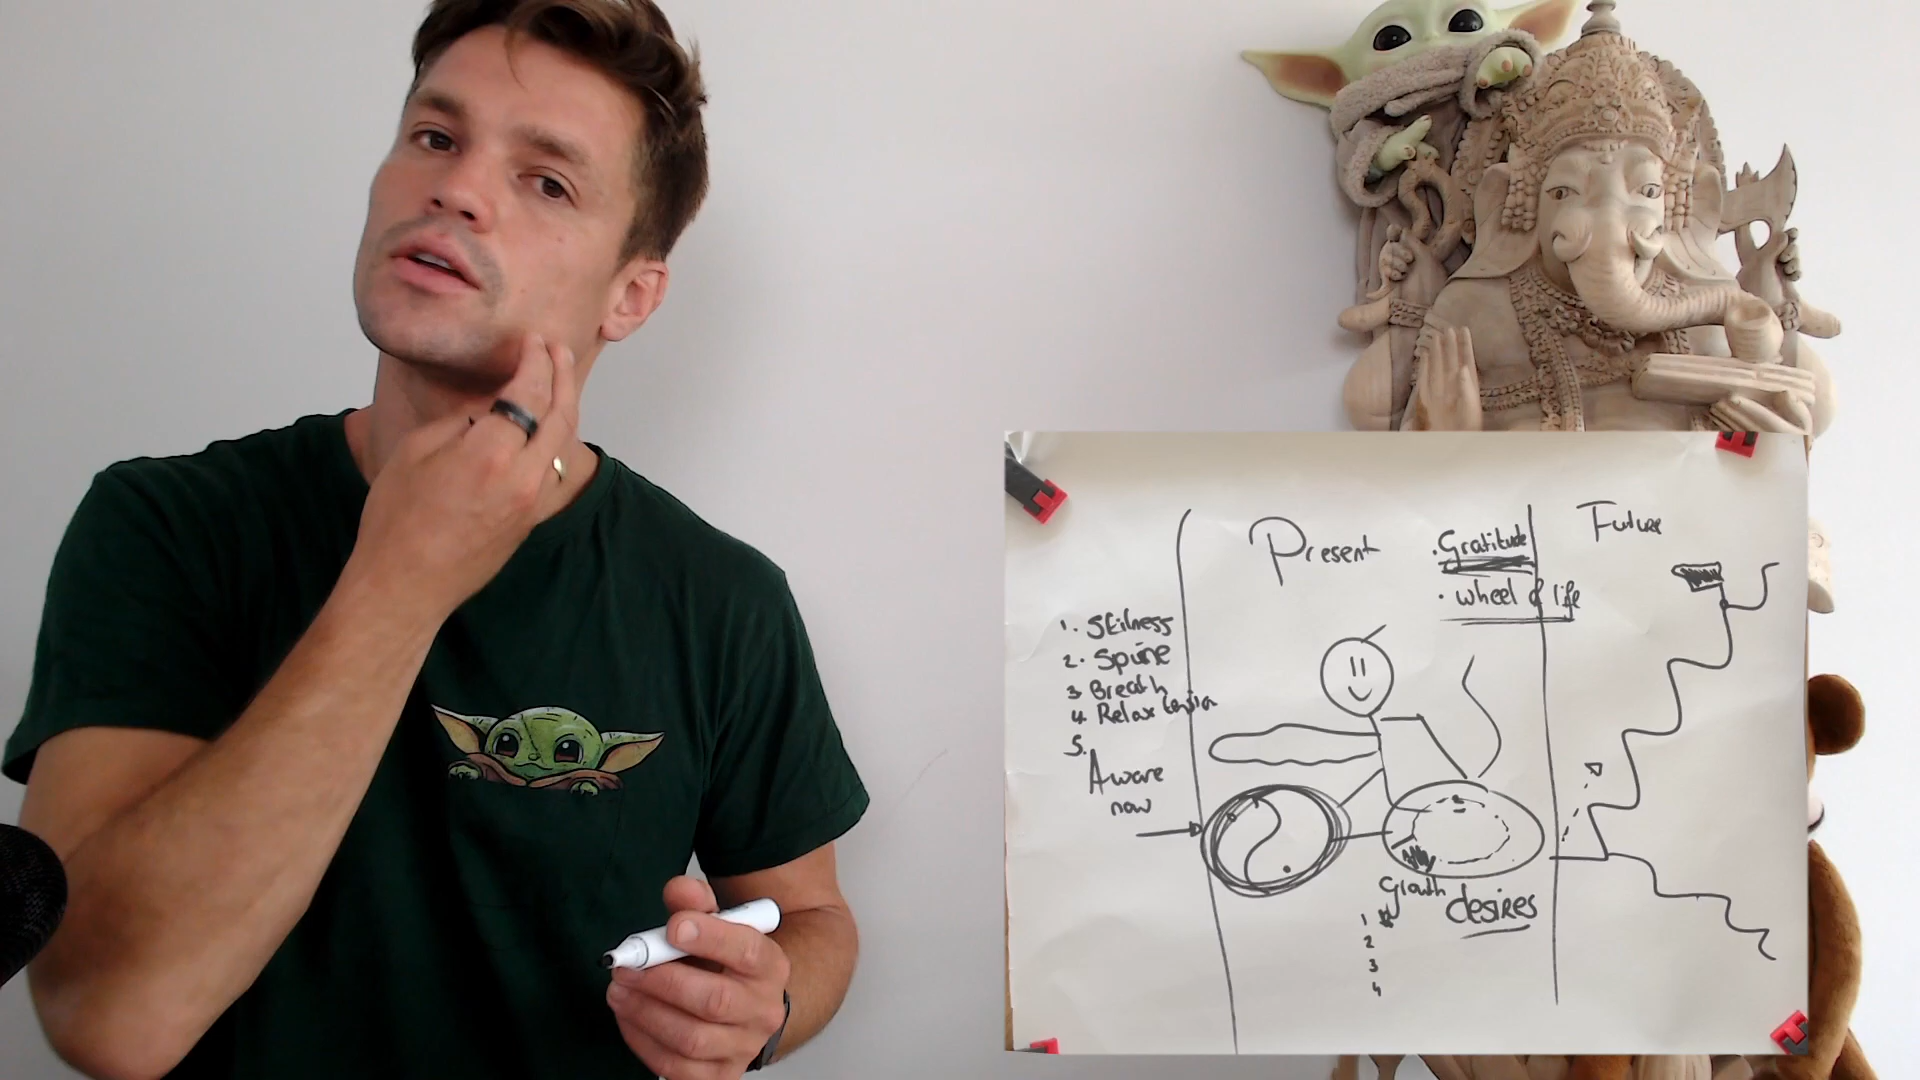 Present
. Gratitude
. wheel of life
Future
1. Stilness
2. Spine
3 Breath
4 Relax tension
5.
Aware
now
Growth
desires
1 $
2
3
4